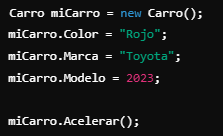 Carro miCarro = new Carro();
miCarro.Color = "Rojo";
miCarro.Marca = "Toyota";
miCarro.Modelo = 2023;
miCarro.Acelerar();